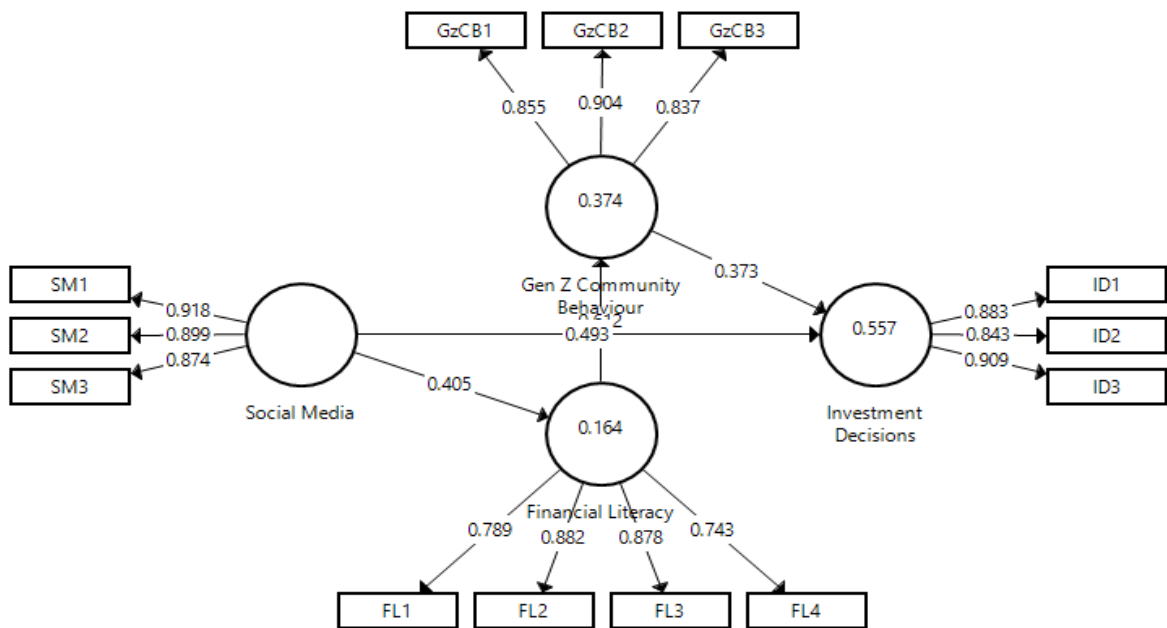 GzCB1
GzCB2
GzCB3
0.855
0.904
0.837
0.374
Gen Z Community
Behaviour
0.373
SM1
SM2
SM3
0.918
0.899
0.874
Social Media
0.493
0.405
0.557
Investment
Decisions
0.883
0.843
0.909
ID1
ID2
ID3
0.164
Financial Literacy
0.789
0.882
0.878
0.743
FL1
FL2
FL3
FL4